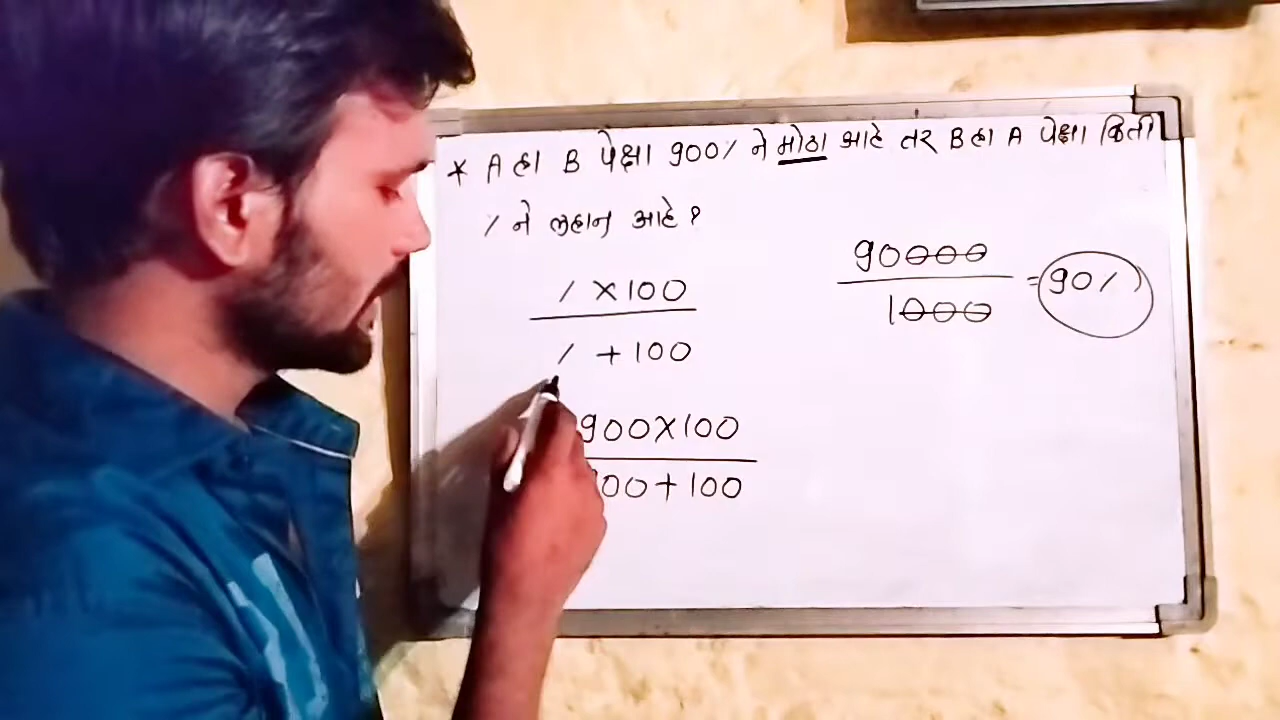 * A हा B पेक्षा 900% ने मोठा आहे तर B हा A पेक्षा किती
% ने लहान आहे?
% × 100
% + 100
900 × 100
00 + 100
90000
1000
= 90%